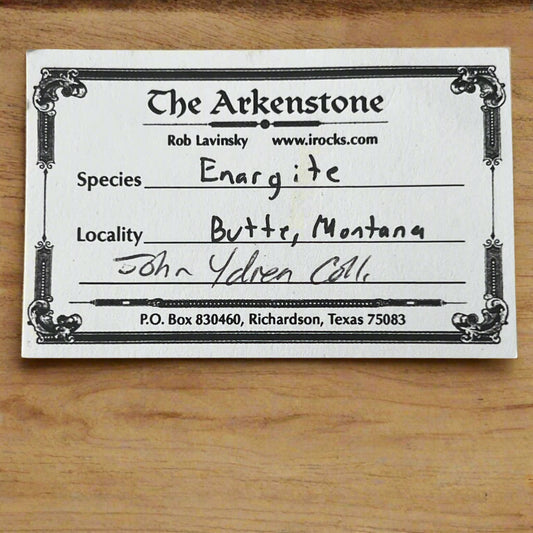 The Arkenstone
Rob Lavinsky www.irocks.com
Species Enargite
Locality Butte, Montana
John Ydren Coll.
P.O. Box 830460, Richardson, Texas 75083